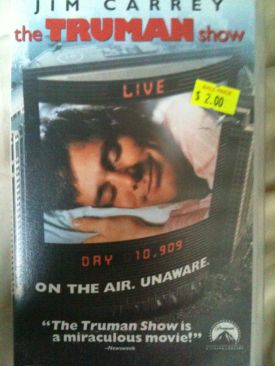 JIM CARREY
the TRUMAN show
LIVE
$ 2.00
DAY 10,909
ON THE AIR. UNAWARE.
"The Truman Show is
a miraculous movie!"
–Newsweek
Paramount